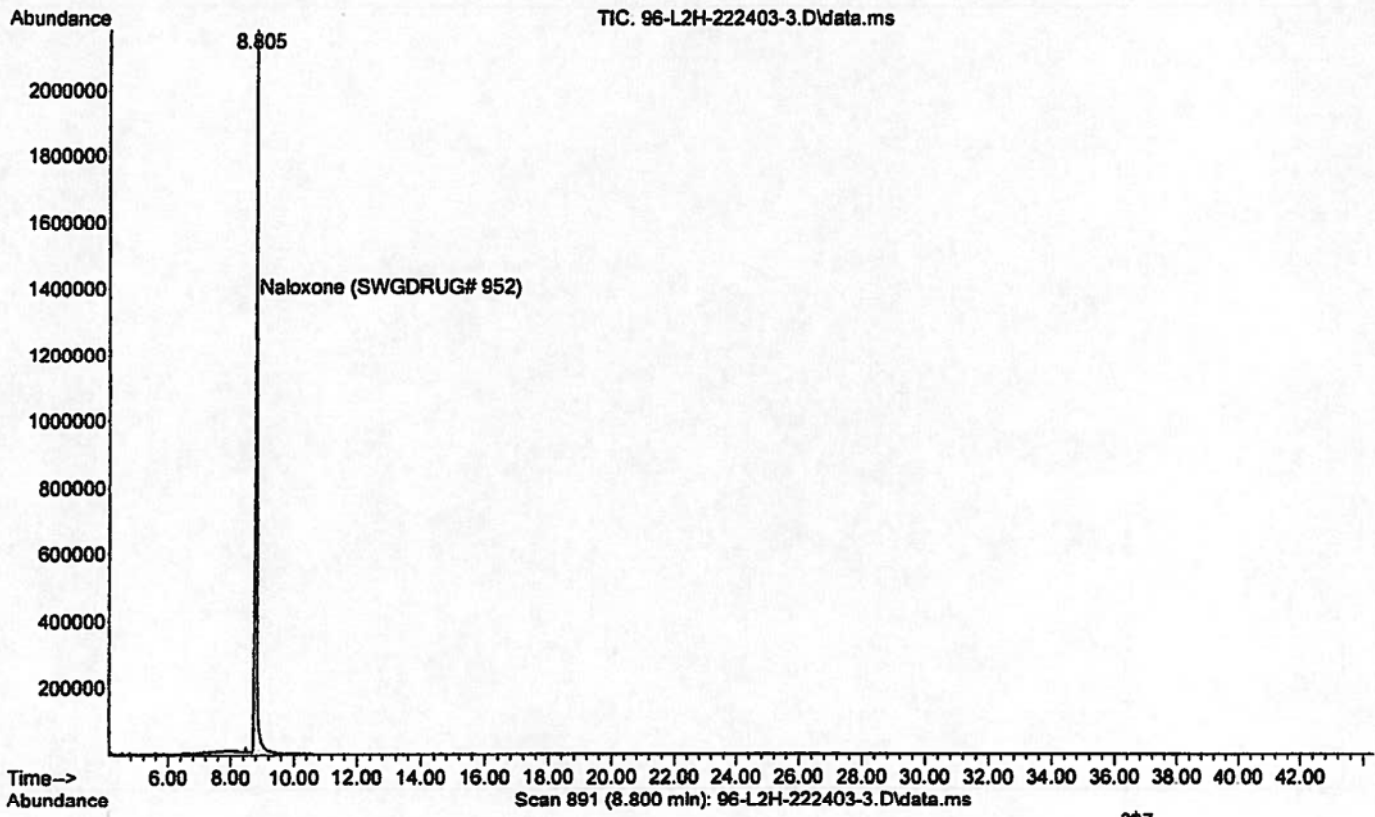 Abundance
TIC. 96-L2H-222403-3.D\data.ms
8.805
2000000
1800000
1600000
1400000
Naloxone (SWGDRUG# 952)
1200000
1000000
800000
600000
400000
200000
6.00 8.00 10.00 12.00 14.00 16.00 18.00 20.00 22.00 24.00 26.00 28.00 30.00 32.00 34.00 36.00 38.00 40.00 42.00
Time-->
Abundance
Scan 891 (8.800 min): 96-L2H-222403-3.D\data.ms